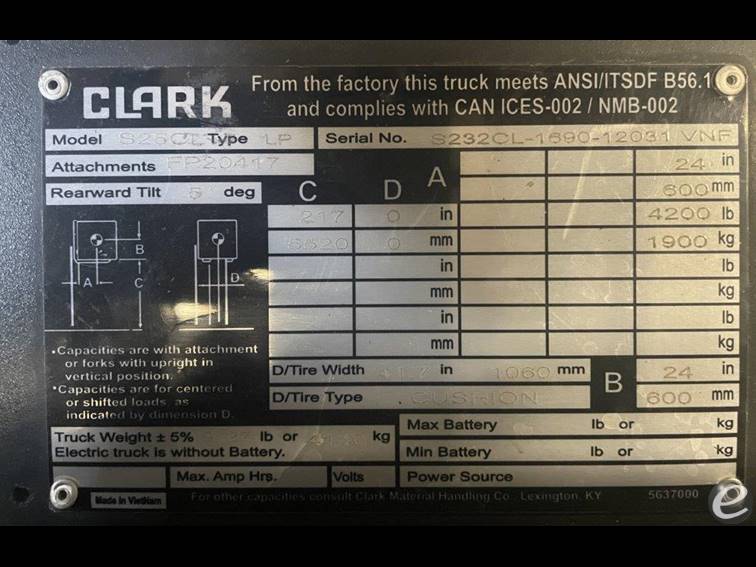 CLARK
From the factory this truck meets ANSI/ITSDF B56.1
and complies with CAN ICES-002 / NMB-002
Model S25CL Type LP Serial No. S232CL-1690-12031 VNF
Attachments FP20417 24 in
Rearward Tilt 5 deg C D A 600 mm
217 0 in 4200 lb
5520 0 mm 1900 kg
in lb
mm kg
in lb
mm kg
B
A C D
•Capacities are with attachment
or forks with upright in
vertical position.
•Capacities are for centered
or shifted loads as
indicated by dimension D.
D/Tire Width 41.7 in 1060 mm B 24 in
D/Tire Type CUSHION 600 mm
Truck Weight ± 5% lb or kg
Electric truck is without Battery.
Max Battery lb or kg
Min Battery lb or kg
Max. Amp Hrs. Volts Power Source
Made in VietNam
For other capacities consult Clark Material Handling Co. Lexington, KY 5637000
e